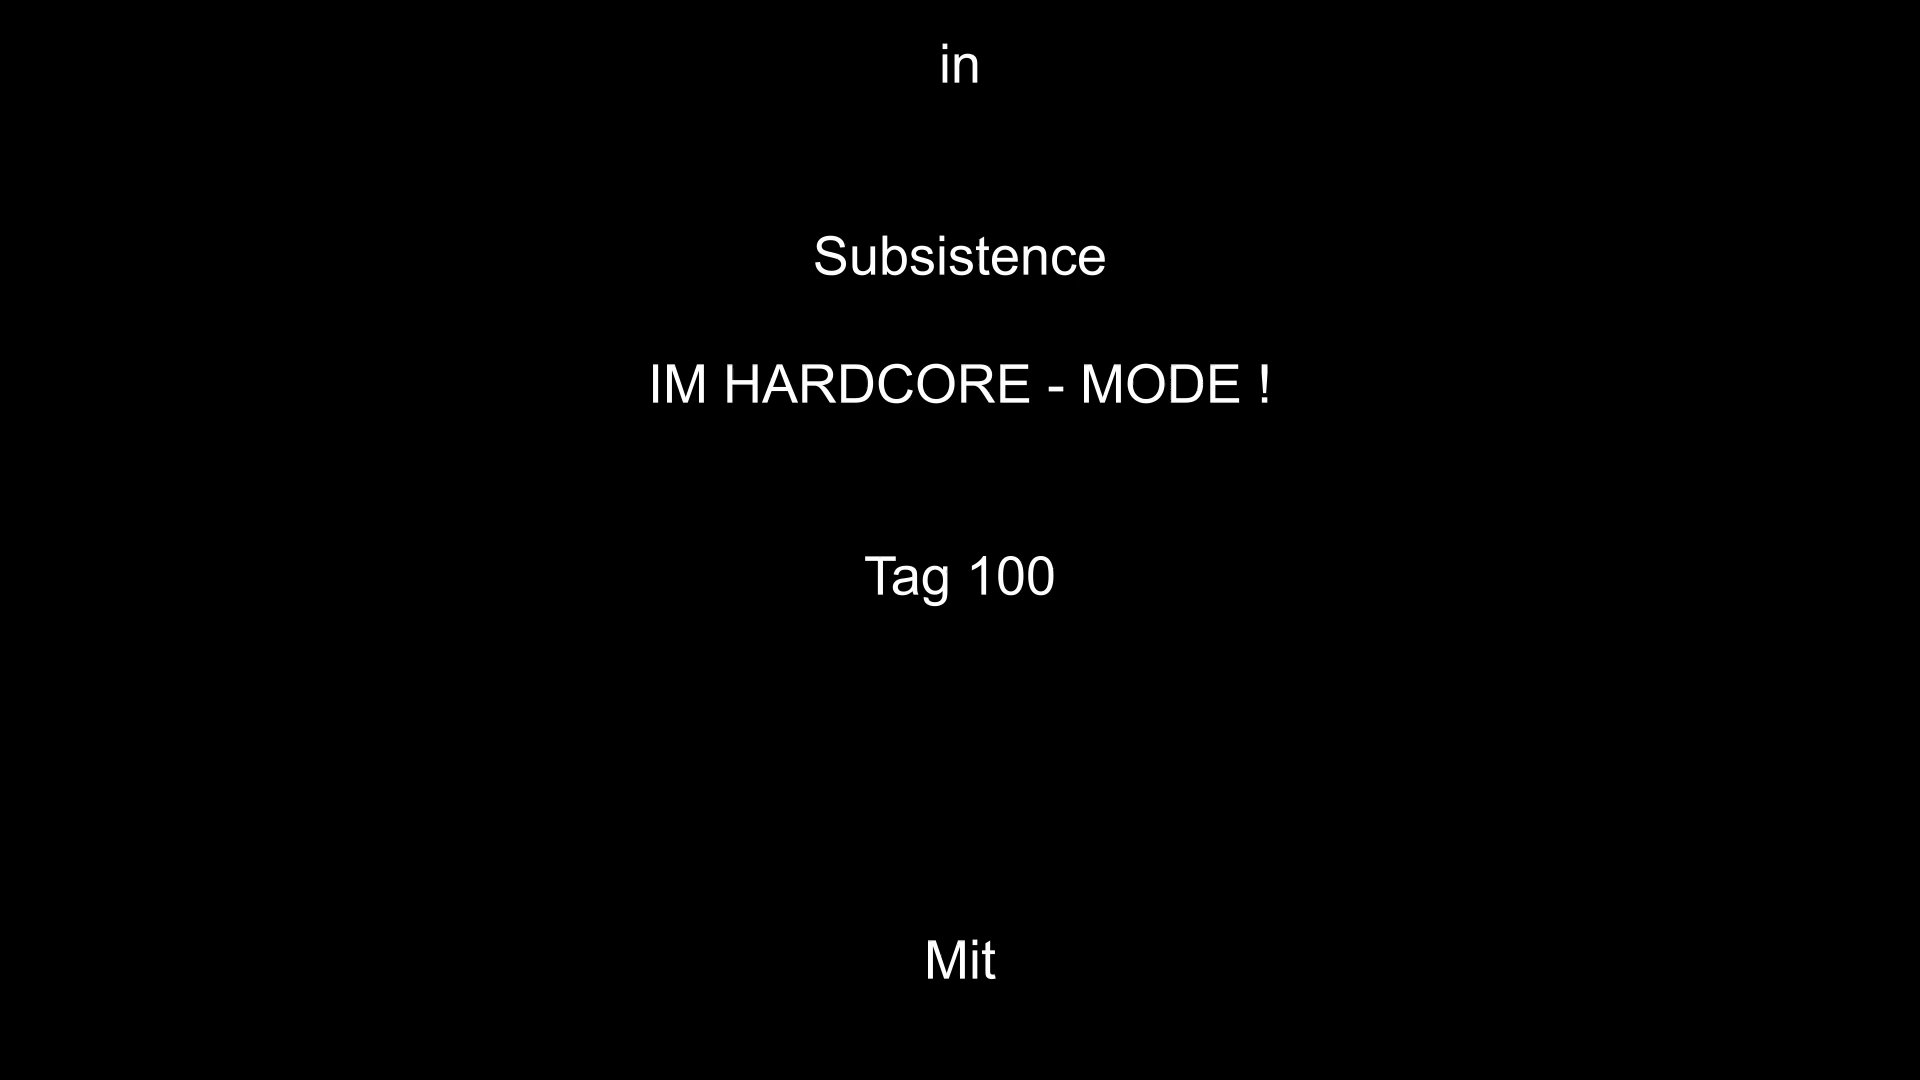 in
Subsistence
IM HARDCORE - MODE !
Tag 100
Mit